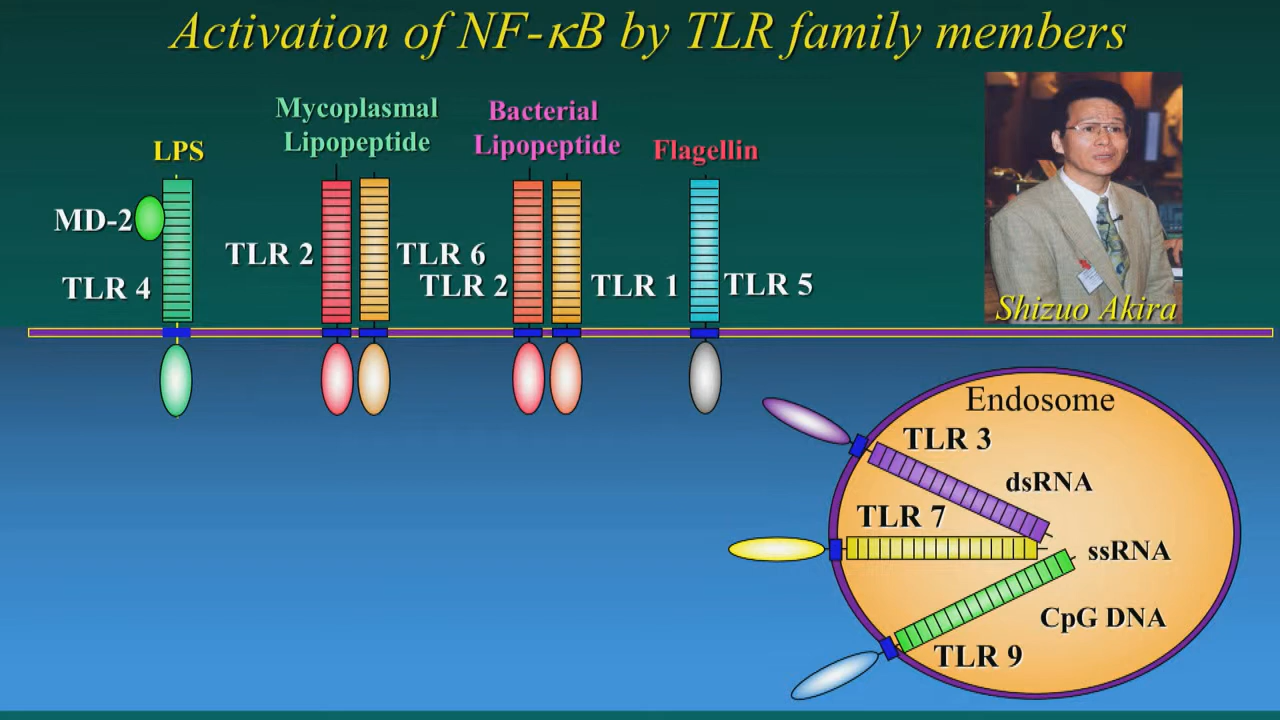 Activation of NF-κB by TLR family members
Mycoplasmal
Lipopeptide
Bacterial
Lipopeptide
LPS
Flagellin
MD-2
TLR 4
TLR 2
TLR 6
TLR 2
TLR 1
TLR 5
Shizuo Akira
Endosome
TLR 3
dsRNA
TLR 7
ssRNA
CpG DNA
TLR 9